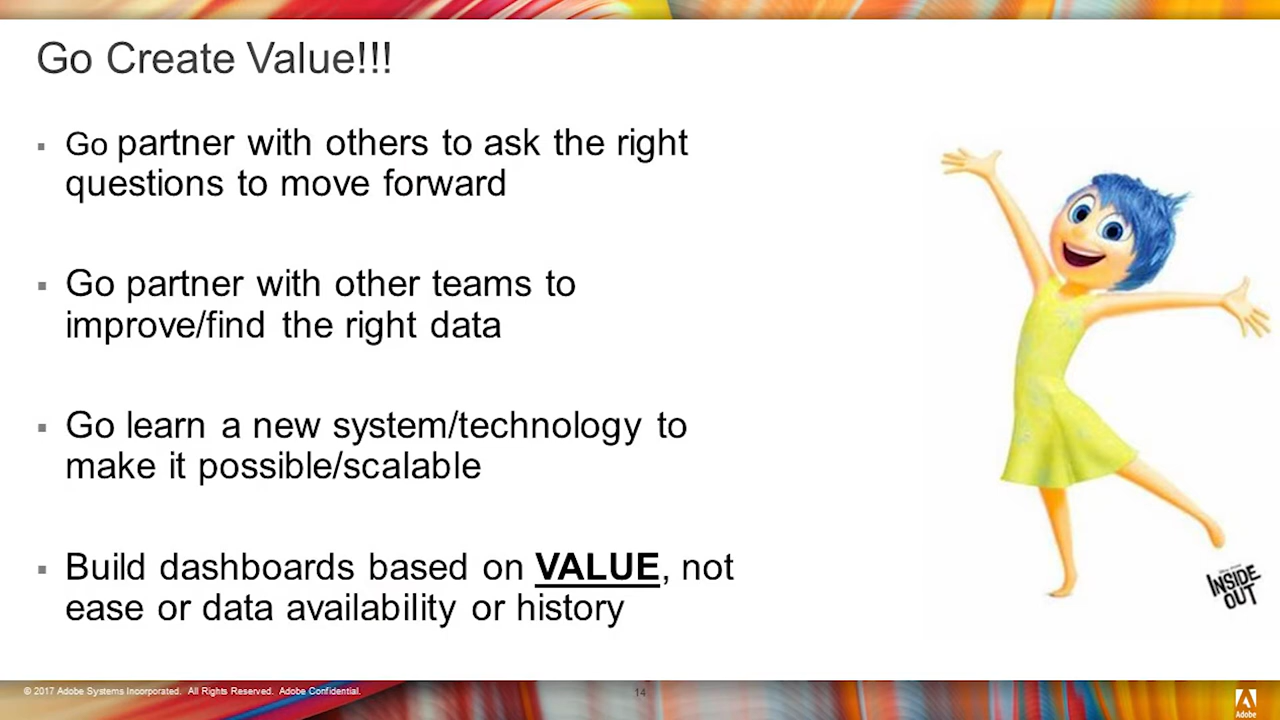 Go Create Value!!!
Go partner with others to ask the right
questions to move forward
Go partner with other teams to
improve/find the right data
Go learn a new system/technology to
make it possible/scalable
Build dashboards based on VALUE, not
ease or data availability or history
INSIDE
OUT
© 2017 Adobe Systems Incorporated. All Rights Reserved. Adobe Confidential.
14
Adobe